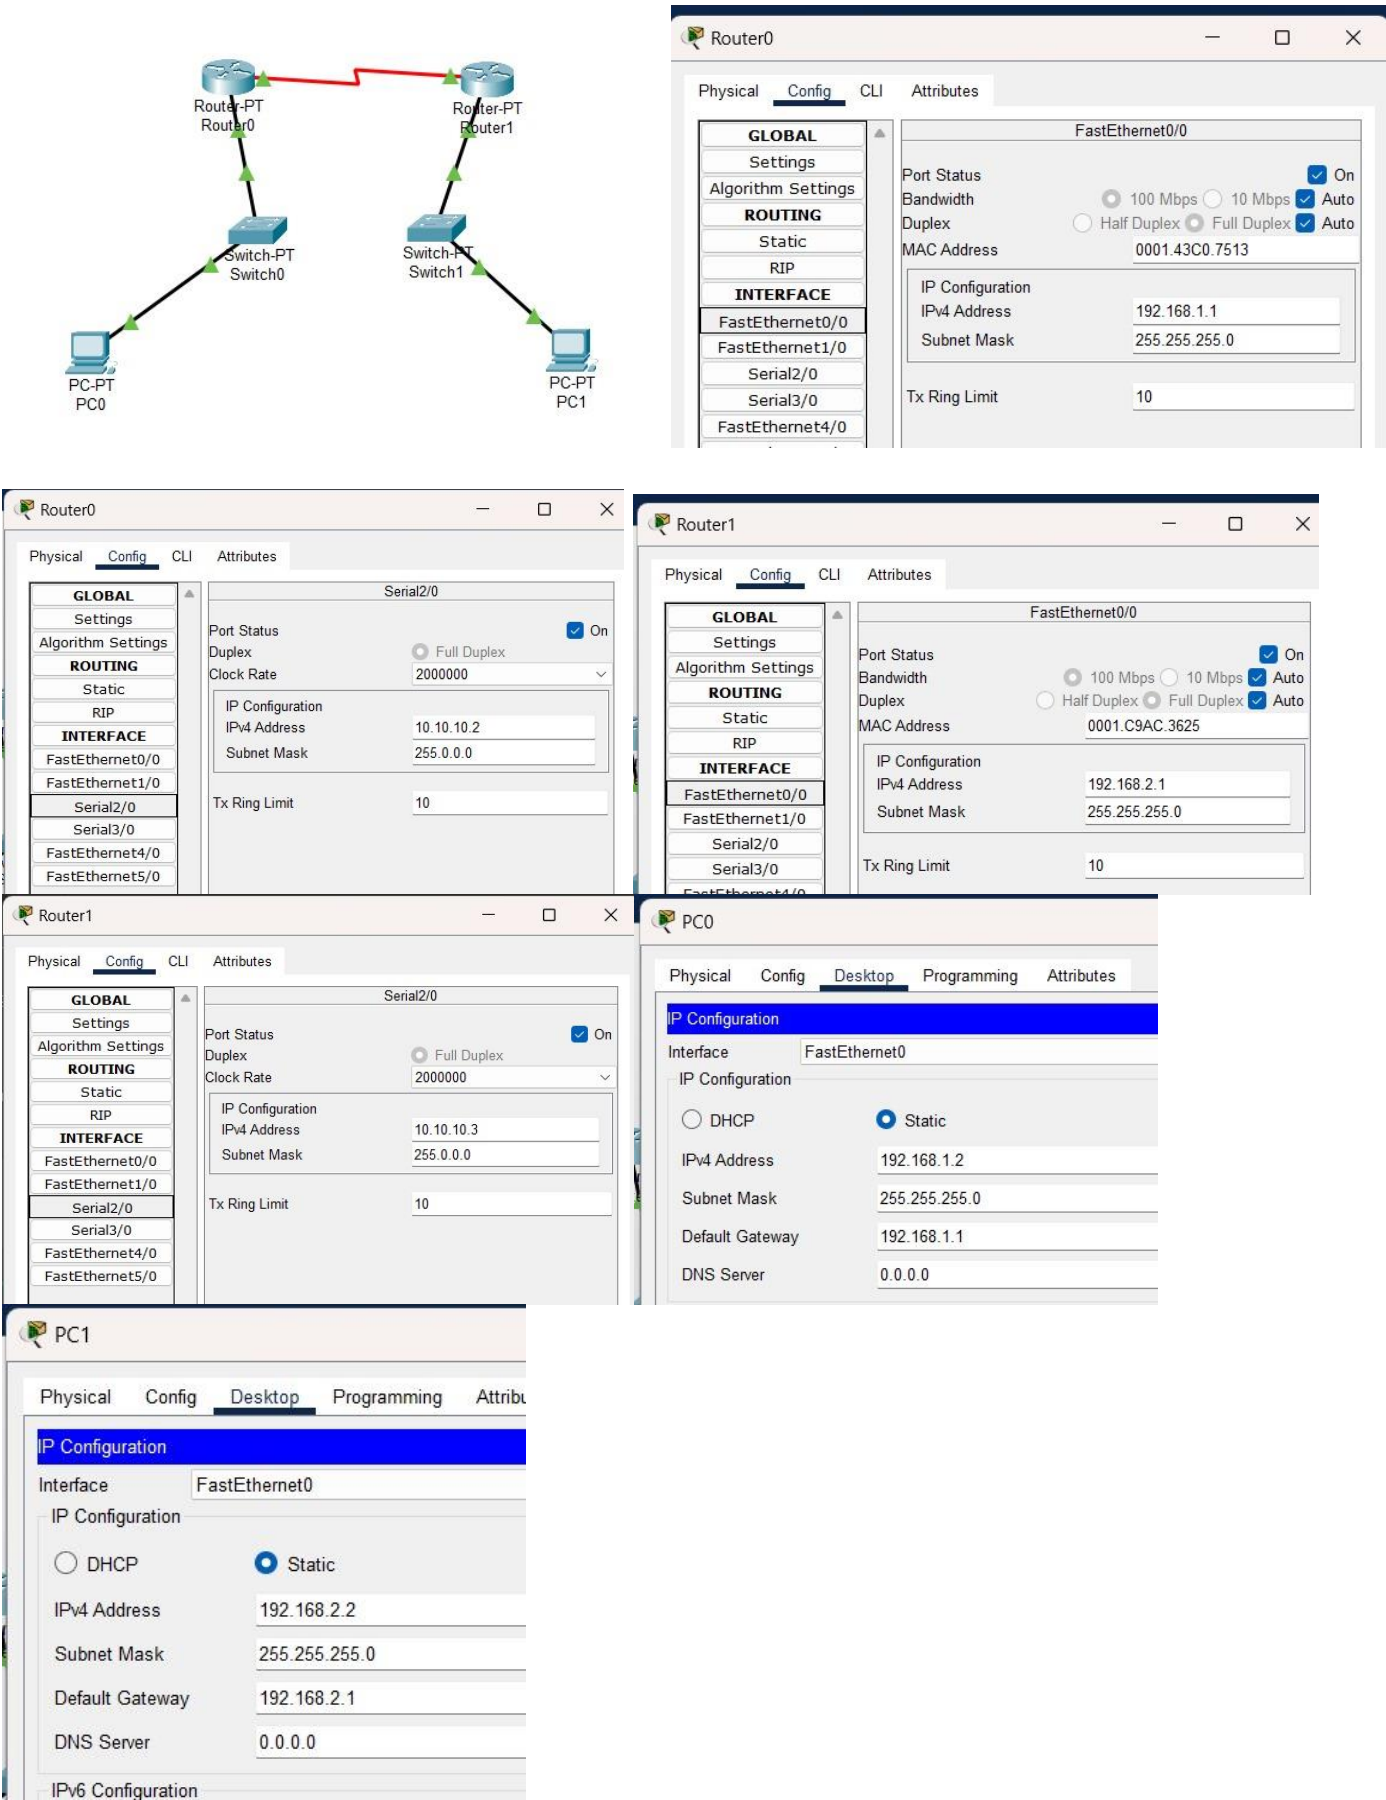 Router-PT
Router0
Router-PT
Router1
Switch-PT
Switch0
Switch-PT
Switch1
PC-PT
PC0
PC-PT
PC1
Router0
Physical Config CLI Attributes
GLOBAL
Settings
Algorithm Settings
ROUTING
Static
RIP
INTERFACE
FastEthernet0/0
FastEthernet1/0
Serial2/0
Serial3/0
FastEthernet4/0
FastEthernet0/0
Port Status On
Bandwidth 100 Mbps 10 Mbps Auto
Duplex Half Duplex Full Duplex Auto
MAC Address 0001.43C0.7513
IP Configuration
IPv4 Address 192.168.1.1
Subnet Mask 255.255.255.0
Tx Ring Limit 10
Router0
Physical Config CLI Attributes
GLOBAL
Settings
Algorithm Settings
ROUTING
Static
RIP
INTERFACE
FastEthernet0/0
FastEthernet1/0
Serial2/0
Serial3/0
FastEthernet4/0
FastEthernet5/0
Serial2/0
Port Status On
Duplex Full Duplex
Clock Rate 2000000
IP Configuration
IPv4 Address 10.10.10.2
Subnet Mask 255.0.0.0
Tx Ring Limit 10
Router1
Physical Config CLI Attributes
GLOBAL
Settings
Algorithm Settings
ROUTING
Static
RIP
INTERFACE
FastEthernet0/0
FastEthernet1/0
Serial2/0
Serial3/0
FastEthernet4/0
FastEthernet0/0
Port Status On
Bandwidth 100 Mbps 10 Mbps Auto
Duplex Half Duplex Full Duplex Auto
MAC Address 0001.C9AC.3625
IP Configuration
IPv4 Address 192.168.2.1
Subnet Mask 255.255.255.0
Tx Ring Limit 10
Router1
Physical Config CLI Attributes
GLOBAL
Settings
Algorithm Settings
ROUTING
Static
RIP
INTERFACE
FastEthernet0/0
FastEthernet1/0
Serial2/0
Serial3/0
FastEthernet4/0
FastEthernet5/0
Serial2/0
Port Status On
Duplex Full Duplex
Clock Rate 2000000
IP Configuration
IPv4 Address 10.10.10.3
Subnet Mask 255.0.0.0
Tx Ring Limit 10
PC0
Physical Config Desktop Programming Attributes
IP Configuration
Interface FastEthernet0
IP Configuration
DHCP Static
IPv4 Address 192.168.1.2
Subnet Mask 255.255.255.0
Default Gateway 192.168.1.1
DNS Server 0.0.0.0
PC1
Physical Config Desktop Programming Attribu
IP Configuration
Interface FastEthernet0
IP Configuration
DHCP Static
IPv4 Address 192.168.2.2
Subnet Mask 255.255.255.0
Default Gateway 192.168.2.1
DNS Server 0.0.0.0
IPv6 Configuration